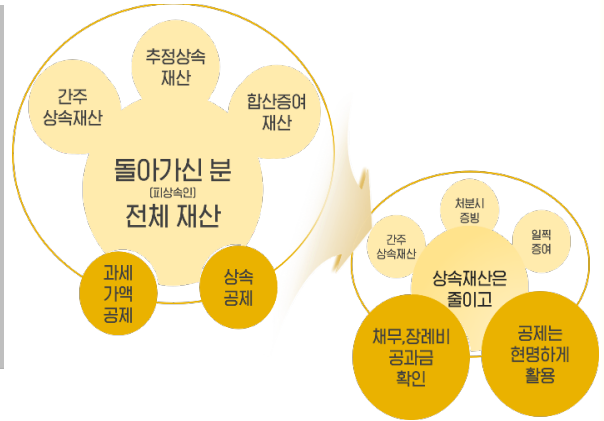 추정상속
재산
간주
상속재산
합산증여
재산
돌아가신 분
(피상속인)
전체 재산
과세
가액
공제
상속
공제
처분시
증빙
간주
상속재산
일찍
증여
상속재산은
줄이고
채무,장례비
공과금
확인
공제는
현명하게
활용